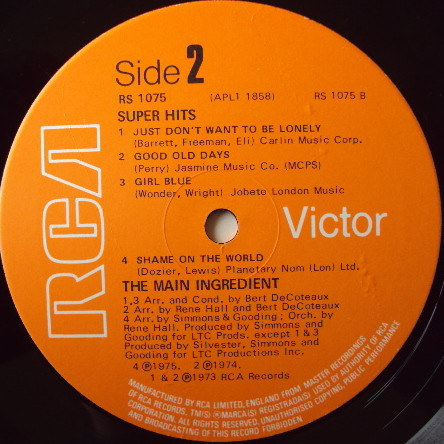 Side 2
RS 1075 (APL1 1858) RS 1075 B
SUPER HITS
1 JUST DON'T WANT TO BE LONELY
(Barrett, Freeman, Eli) Carlin Music Corp.
2 GOOD OLD DAYS
(Perry) Jasmine Music Co. (MCPS)
3 GIRL BLUE
(Wonder, Wright) Jobete London Music
RCA
Victor
4 SHAME ON THE WORLD
(Dozier, Lewis) Planetary Nom (Lon) Ltd.
THE MAIN INGREDIENT
1.3 Arr. and Cond. by Bert DeCoteaux
2 Arr. by Rene Hall and Bert DeCoteaux
4 Arr. by Simmons & Gooding; Orch. by
Rene Hall. Produced by Simmons and
Gooding for LTC Prods. except 1 & 3
Produced by Silvester, Simmons and
Gooding for LTC Productions Inc.
4 ℗1975. 2 ℗1974.
1 & 2 ℗1973 RCA Records
MANUFACTURED BY RCA LIMITED, ENGLAND FROM MASTER RECORDINGS
OF RCA RECORDS. TM(S) ® MARCA(S) REGISTRADA(S) USED BY AUTHORITY OF RCA
CORPORATION. ALL RIGHTS RESERVED. UNAUTHORISED COPYING, PUBLIC PERFORMANCE
AND BROADCASTING OF THIS RECORD FORBIDDEN